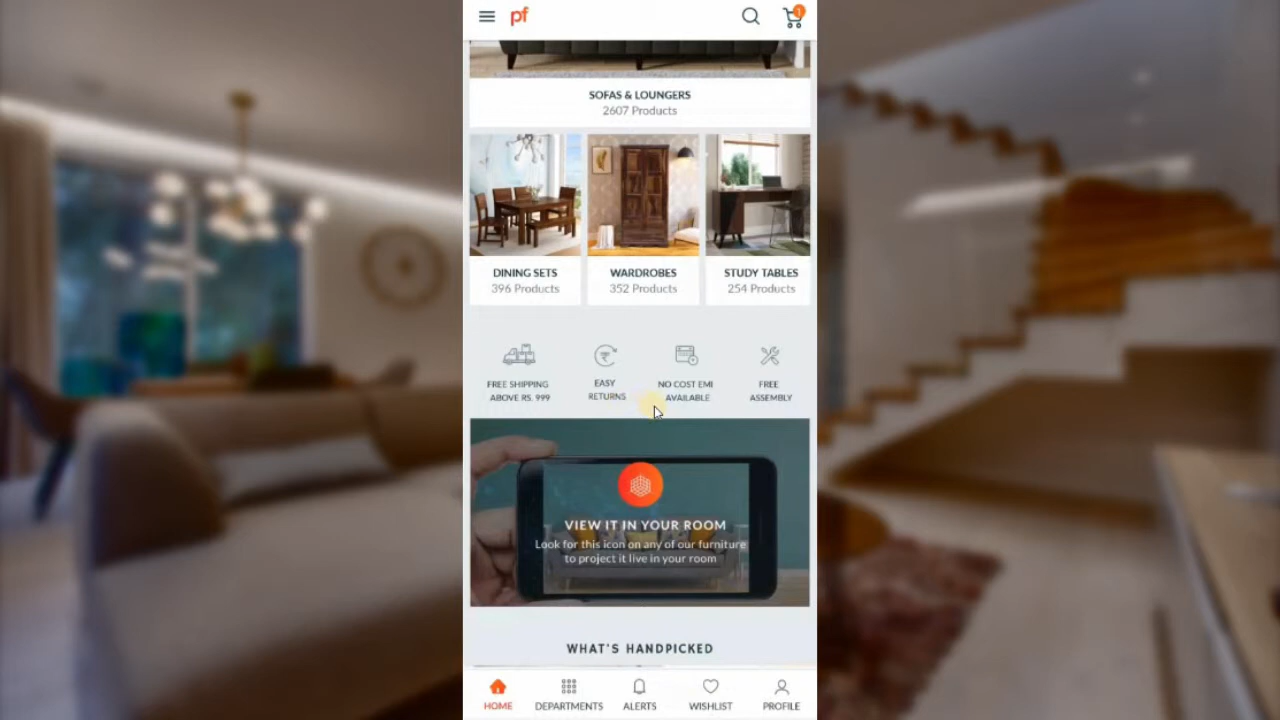 pf
1
SOFAS & LOUNGERS
2607 Products
DINING SETS
396 Products
WARDROBES
352 Products
STUDY TABLES
254 Products
FREE SHIPPING
ABOVE RS. 999
EASY
RETURNS
NO COST EMI
AVAILABLE
FREE
ASSEMBLY
VIEW IT IN YOUR ROOM
Look for this icon on any of our furniture
to project it live in your room
WHAT'S HANDPICKED
HOME
DEPARTMENTS
ALERTS
WISHLIST
PROFILE